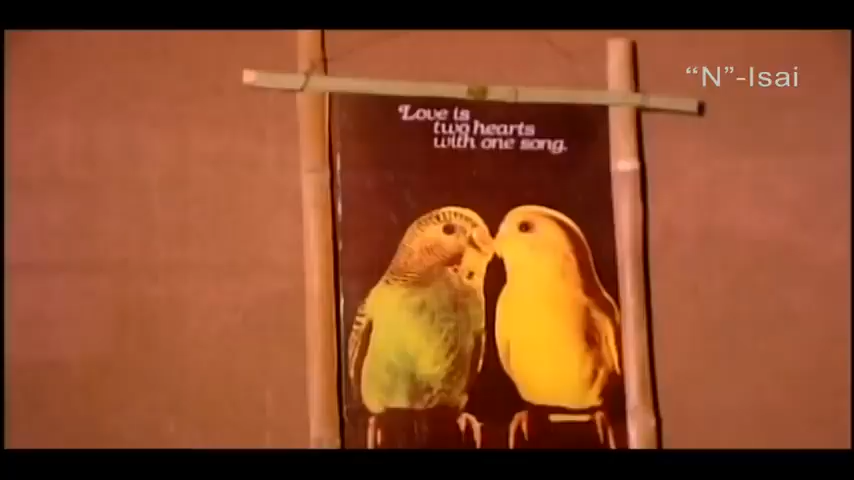 “N”-Isai
Love is
two hearts
with one song.